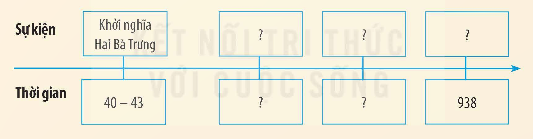 Sự kiện
Khởi nghĩa
Hai Bà Trưng
?
?
?
KẾT NỐI TRI THỨC
VỚI CUỘC SỐNG
Thời gian
40 – 43
?
?
938